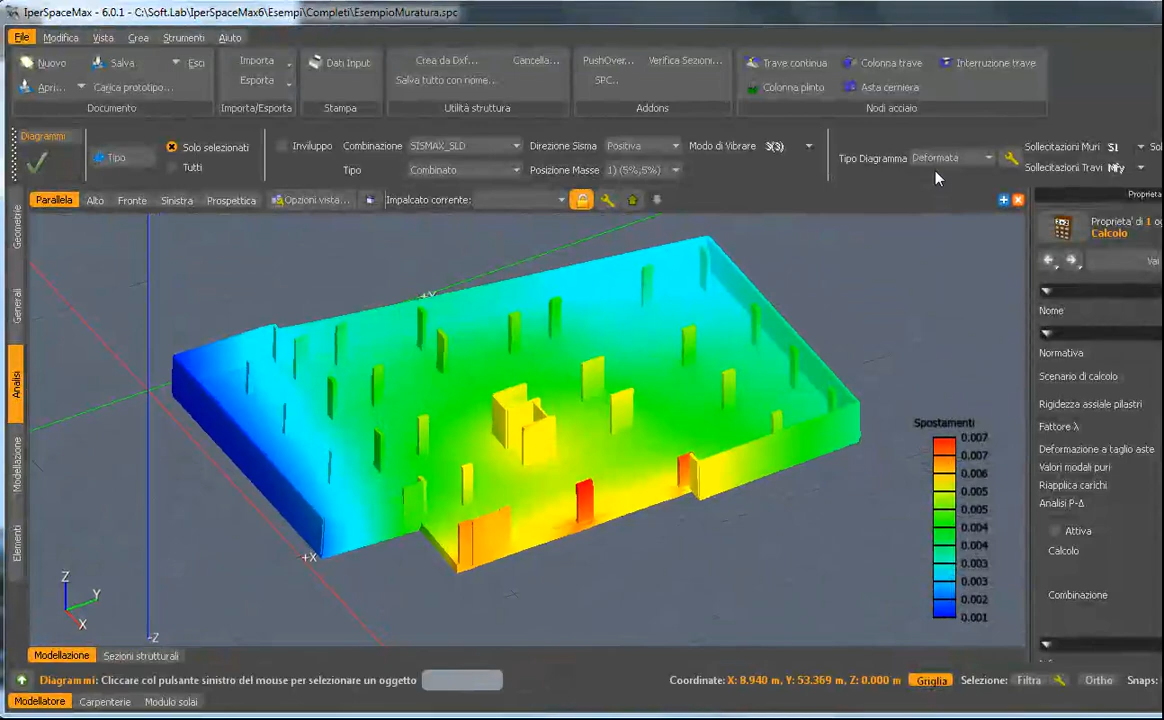 IperSpaceMax - 6.0.1 - C:\Soft.Lab\IperSpaceMax6\Esempi\Completi\EsempioMuratura.spc
File Modifica Vista Crea Strumenti Aiuto
Nuovo Salva Esci Importa Dati Input Crea da Dxf... Cancella... PushOver... Verifica Sezioni... Trave continua Colonna trave Interruzione trave
Apri... Carica prototipo... Esporta Salva tutto con nome... SPC... Colonna plinto Asta cerniera
Documento Importa/Esporta Stampa Utilità struttura Addons Nodi acciaio
Diagrammi
Tipo
Solo selezionati
Tutti
Inviluppo Combinazione SISMAX_SLD Direzione Sisma Positiva Modo di Vibrare 3(3)
Tipo Combinato Posizione Masse 1) (5%,5%)
Tipo Diagramma Deformata
Sollecitazioni Muri S1
Sollecitazioni Travi Mfy
Parallela Alto Fronte Sinistra Prospettica Opzioni vista... Impalcato corrente:
Geometrie
Generali
Analisi
Modellazione
Elementi
+Y
+X
-Z
Z
Y
X
Spostamenti
0.007
0.007
0.006
0.005
0.005
0.004
0.004
0.003
0.003
0.002
0.001
Proprieta
Proprieta' di 1 og
Calcolo
Vai
Nome
Normativa
Scenario di calcolo
Rigidezza assiale pilastri
Fattore λ
Deformazione a taglio aste
Valori modali puri
Riapplica carichi
Analisi P-Δ
Attiva
Calcolo
Combinazione
Modellazione Sezioni strutturali
Diagrammi: Cliccare col pulsante sinistro del mouse per selezionare un oggetto
Coordinate: X: 8.940 m, Y: 53.369 m, Z: 0.000 m Griglia Selezione: Filtra Ortho Snaps:
Modellatore Carpenterie Modulo solai